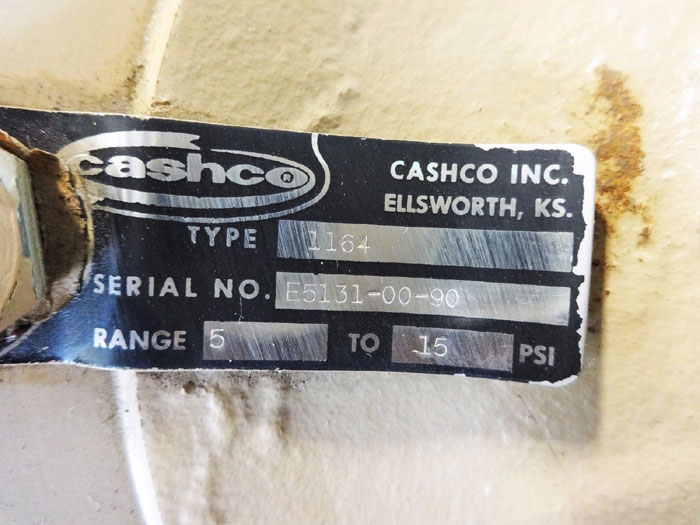 cashco®
CASHCO INC.
ELLSWORTH, KS.
TYPE 1164
SERIAL NO. E5131-00-90
RANGE 5 TO 15 PSI